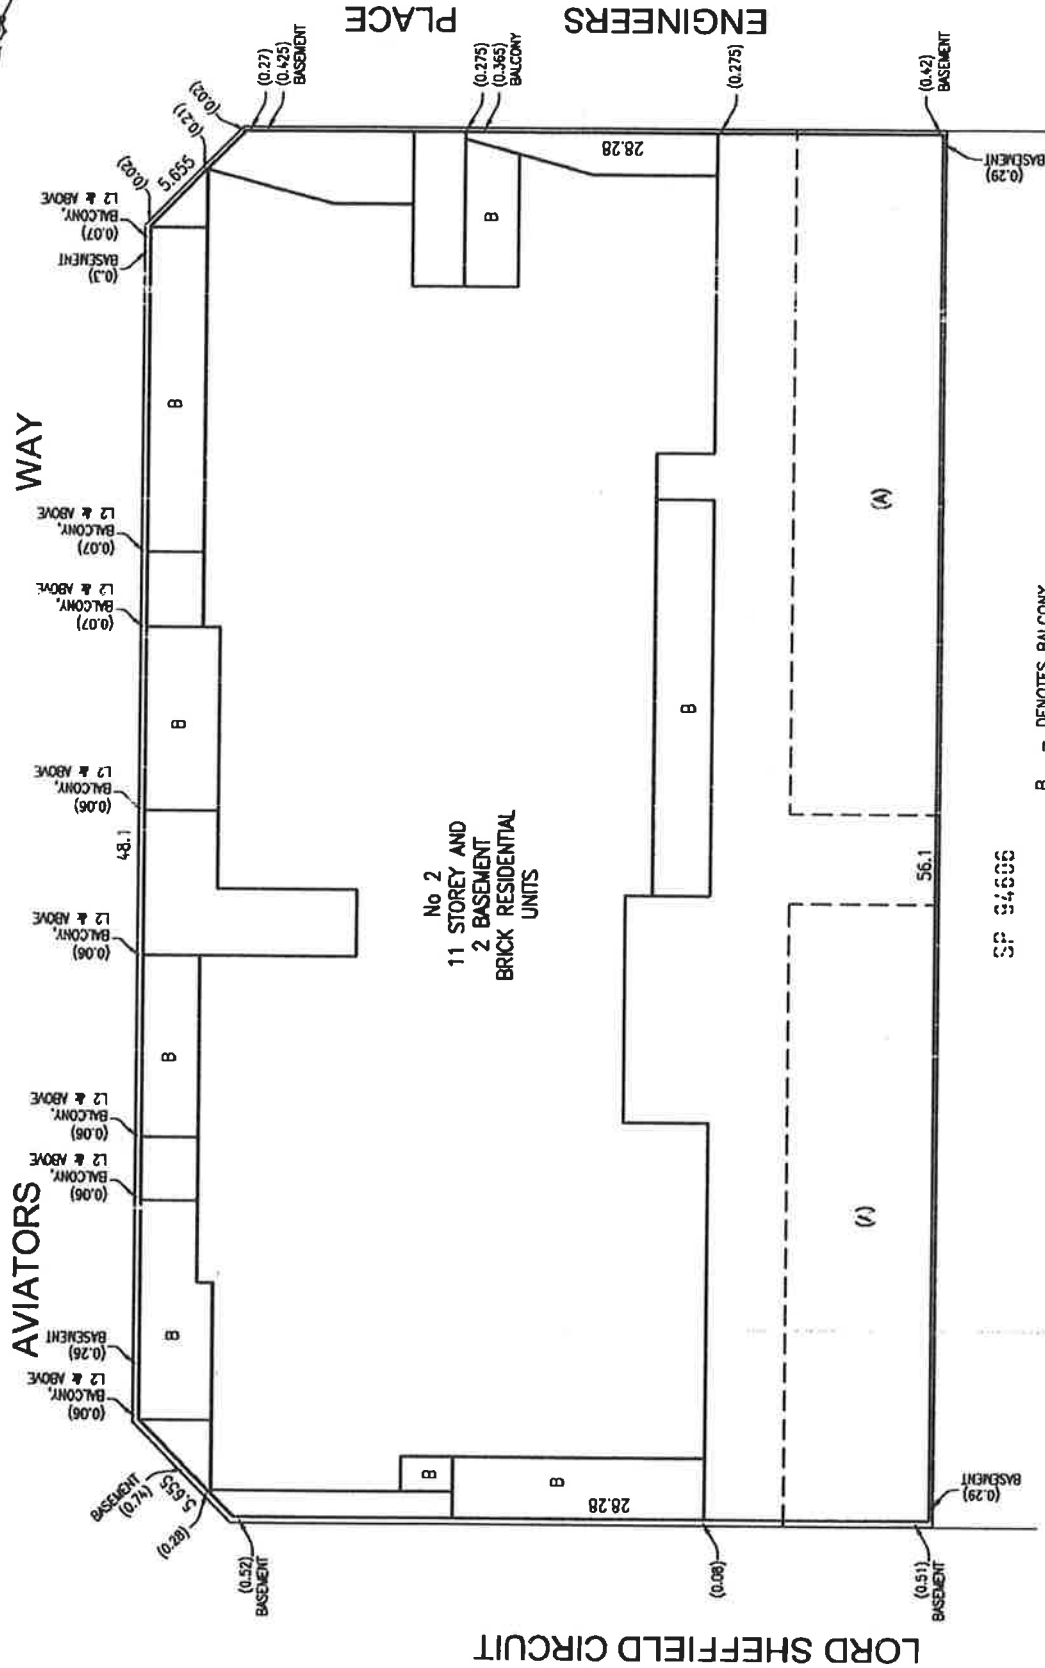 ENGINEERS PLACE
(0.27)
(0.425)
BASEMENT
(0.275)
(0.365)
BALCONY
(0.275)
(0.42)
BASEMENT
BASEMENT
(0.29)
28.28
(0.02)
(0.21)
5.655
(0.02)
(0.07)
BALCONY,
L2 & ABOVE
(0.3)
BASEMENT
AVIATORS WAY
(0.07)
BALCONY,
L2 & ABOVE
(0.07)
BALCONY,
L2 & ABOVE
(0.06)
BALCONY,
L2 & ABOVE
48.1
(0.06)
BALCONY,
L2 & ABOVE
(0.06)
BALCONY,
L2 & ABOVE
(0.06)
BALCONY,
L2 & ABOVE
(0.26)
BASEMENT
(0.06)
BALCONY,
L2 & ABOVE
BASEMENT
(0.74)
5.655
(0.28)
(0.52)
BASEMENT
B
B
B
B
B
B
B
B
No 2
11 STOREY AND
2 BASEMENT
BRICK RESIDENTIAL
UNITS
28.28
(0.08)
(0.51)
BASEMENT
BASEMENT
(0.29)
LORD SHEFFIELD CIRCUIT
(A)
(A)
56.1
SP 94606
B - DENOTES BALCONY